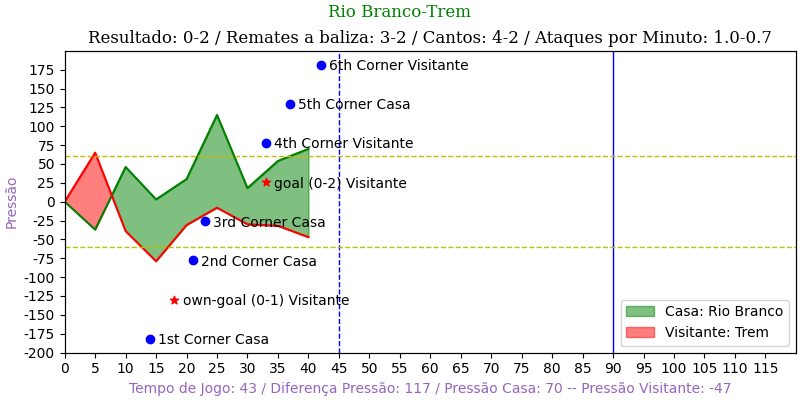 Rio Branco-Trem
Resultado: 0-2 / Remates a baliza: 3-2 / Cantos: 4-2 / Ataques por Minuto: 1.0-0.7
Pressão
175
150
125
100
75
50
25
0
-25
-50
-75
-100
-125
-150
-175
-200
6th Corner Visitante
5th Corner Casa
4th Corner Visitante
goal (0-2) Visitante
3rd Corner Casa
2nd Corner Casa
own-goal (0-1) Visitante
1st Corner Casa
Casa: Rio Branco
Visitante: Trem
0 5 10 15 20 25 30 35 40 45 50 55 60 65 70 75 80 85 90 95 100 105 110 115
Tempo de Jogo: 43 / Diferença Pressão: 117 / Pressão Casa: 70 -- Pressão Visitante: -47